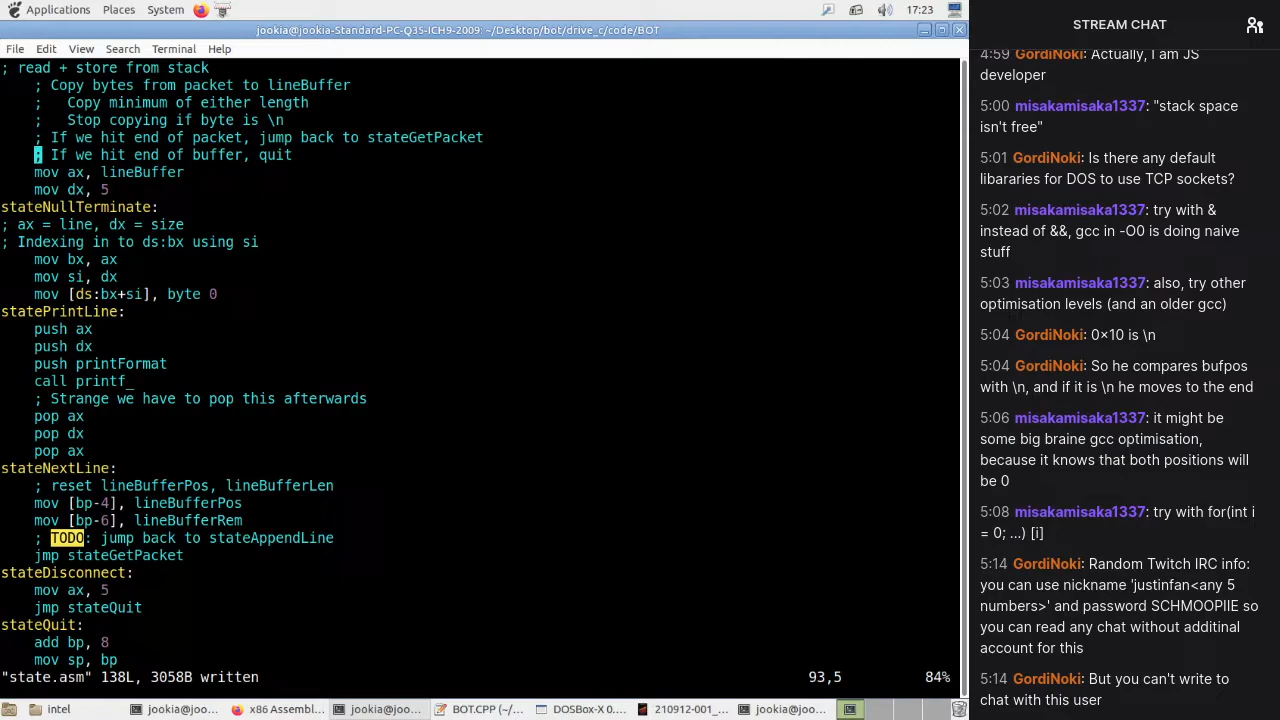 Applications Places System 17:23
jookia@jookia-Standard-PC-Q35-ICH9-2009: ~/Desktop/bot/drive_c/code/BOT
File Edit View Search Terminal Help
; read + store from stack
; Copy bytes from packet to lineBuffer
;   Copy minimum of either length
;   Stop copying if byte is \n
; If we hit end of packet, jump back to stateGetPacket
; If we hit end of buffer, quit
mov ax, lineBuffer
mov dx, 5
stateNullTerminate:
; ax = line, dx = size
; Indexing in to ds:bx using si
mov bx, ax
mov si, dx
mov [ds:bx+si], byte 0
statePrintLine:
push ax
push dx
push printFormat
call printf_
; Strange we have to pop this afterwards
pop ax
pop dx
pop ax
stateNextLine:
; reset lineBufferPos, lineBufferLen
mov [bp-4], lineBufferPos
mov [bp-6], lineBufferRem
; TODO: jump back to stateAppendLine
jmp stateGetPacket
stateDisconnect:
mov ax, 5
jmp stateQuit
stateQuit:
add bp, 8
mov sp, bp
"state.asm" 138L, 3058B written 93,5 84%
intel jookia@joo... x86 Assembl... jookia@joo... BOT.CPP (~/... DOSBox-X 0.... 210912-001_... jookia@joo...
STREAM CHAT
4:59 GordiNoki: Actually, I am JS
developer
5:00 misakamisaka1337: "stack space
isn't free"
5:01 GordiNoki: Is there any default
libararies for DOS to use TCP sockets?
5:02 misakamisaka1337: try with &
instead of &&, gcc in -O0 is doing naive
stuff
5:03 misakamisaka1337: also, try other
optimisation levels (and an older gcc)
5:04 GordiNoki: 0×10 is \n
5:04 GordiNoki: So he compares bufpos
with \n, and if it is \n he moves to the end
5:06 misakamisaka1337: it might be
some big braine gcc optimisation,
because it knows that both positions will
be 0
5:08 misakamisaka1337: try with for(int i
= 0; ...) [i]
5:14 GordiNoki: Random Twitch IRC info:
you can use nickname 'justinfan<any 5
numbers>' and password SCHMOOPIIE so
you can read any chat without additinal
account for this
5:14 GordiNoki: But you can't write to
chat with this user